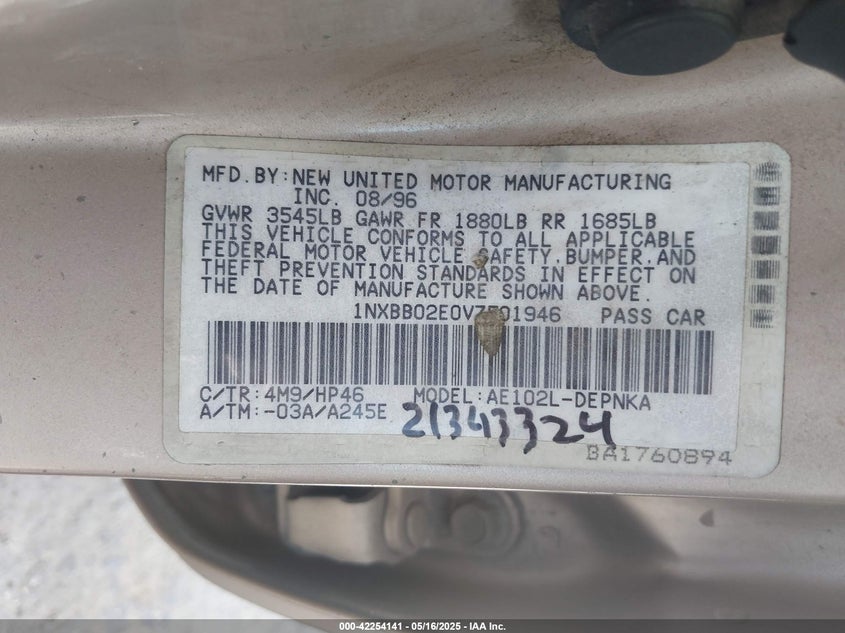 MFD.BY:NEW UNITED MOTOR MANUFACTURING
INC. 08/96
GVWR 3545LB GAWR FR 1880LB RR 1685LB
THIS VEHICLE CONFORMS TO ALL APPLICABLE
FEDERAL MOTOR VEHICLE SAFETY,BUMPER,AND
THEFT PREVENTION STANDARDS IN EFFECT ON
THE DATE OF MANUFACTURE SHOWN ABOVE.
PASS CAR
C/TR:4M9/HP46 MODEL:AE102L-DEPNKA
A/TM:-03A/A245E
21343324
BA1760894
000-42254141 - 05/16/2025 - IAA Inc.